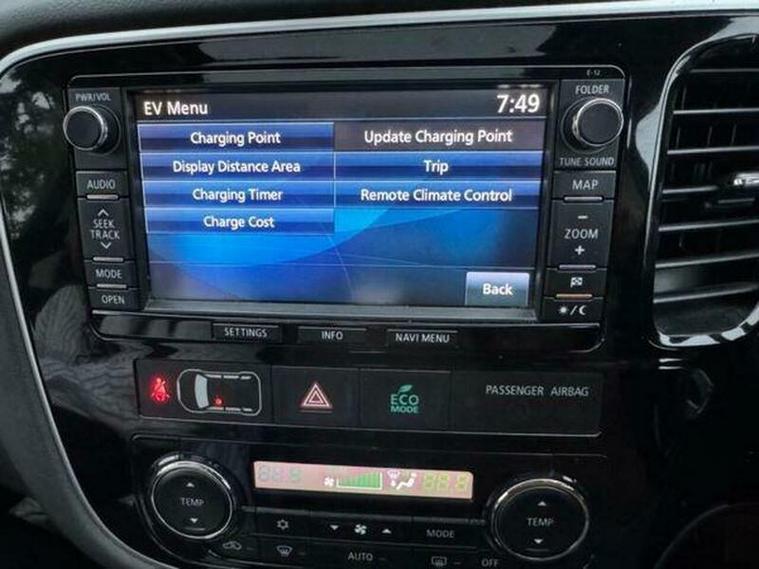 E-12
PWR/VOL
FOLDER
EV Menu 7:49
Charging Point
Update Charging Point
Display Distance Area
Trip
Charging Timer
Remote Climate Control
Charge Cost
Back
TUNE SOUND
AUDIO
MAP
SEEK
TRACK
ZOOM
MODE
OPEN
SETTINGS
INFO
NAVI MENU
ECO
MODE
PASSENGER AIRBAG
TEMP
TEMP
MODE
AUTO
OFF